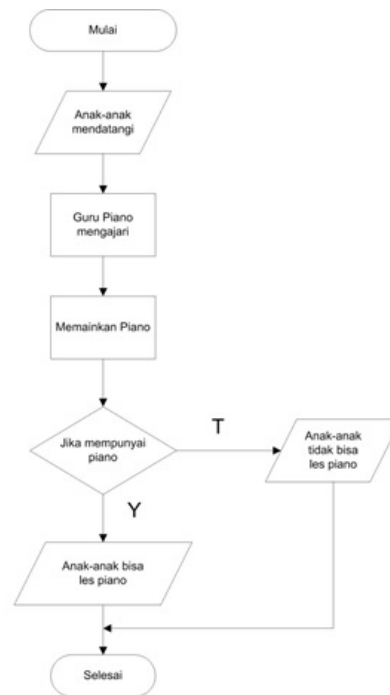 Mulai
Anak-anak
mendatangi
Guru Piano
mengajari
Memainkan Piano
Jika mempunyai
piano
T
Anak-anak
tidak bisa
les piano
Y
Anak-anak bisa
les piano
Selesai